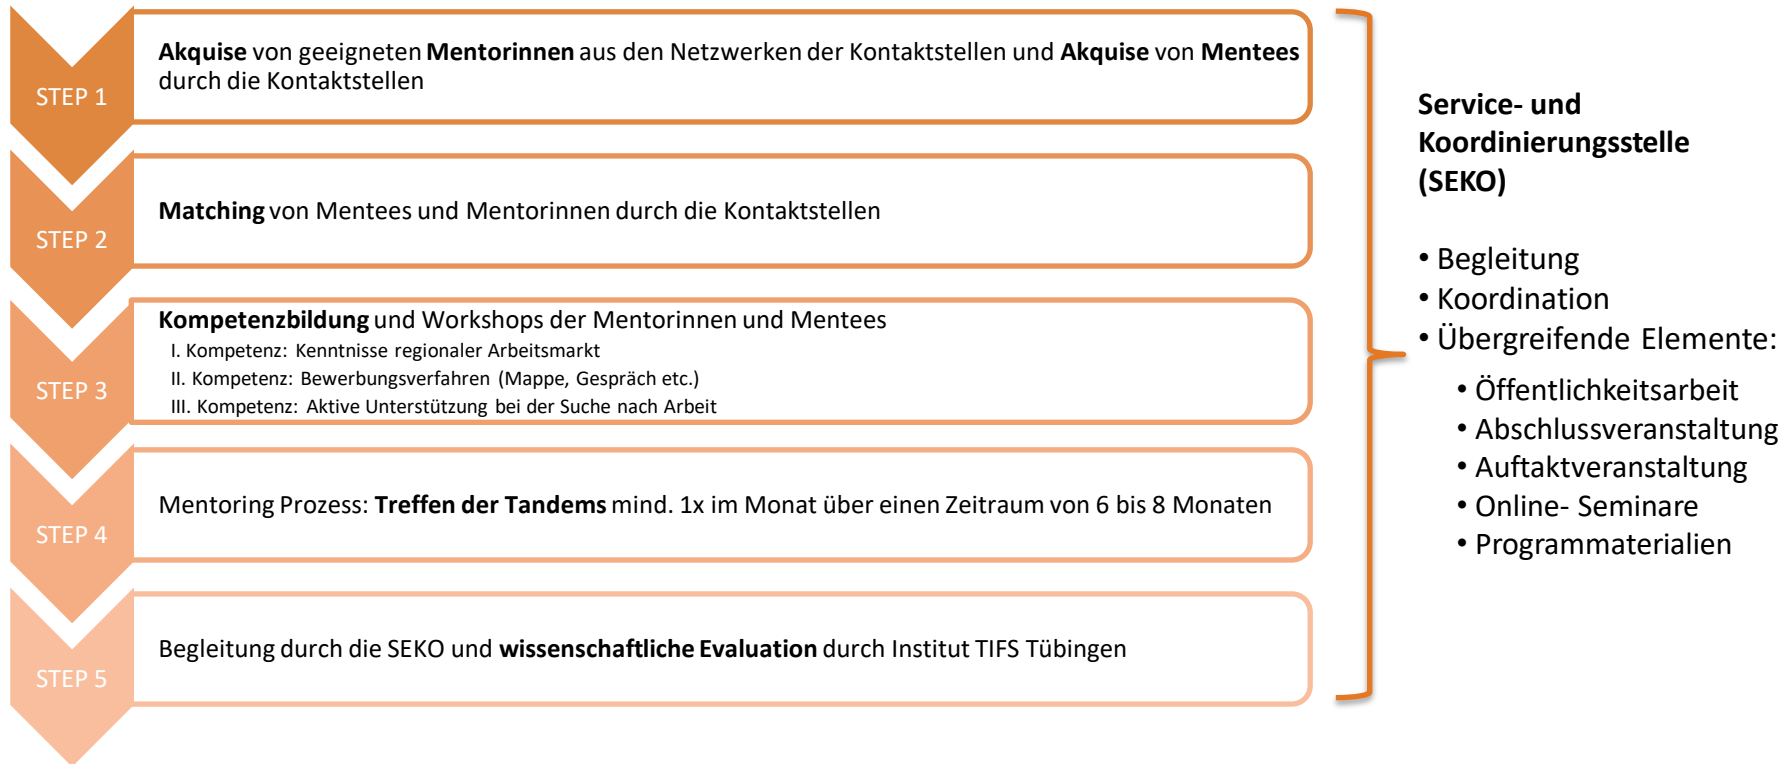 STEP 1
Akquise von geeigneten Mentorinnen aus den Netzwerken der Kontaktstellen und Akquise von Mentees
durch die Kontaktstellen
STEP 2
Matching von Mentees und Mentorinnen durch die Kontaktstellen
STEP 3
Kompetenzbildung und Workshops der Mentorinnen und Mentees
I. Kompetenz: Kenntnisse regionaler Arbeitsmarkt
II. Kompetenz: Bewerbungsverfahren (Mappe, Gespräch etc.)
III. Kompetenz: Aktive Unterstützung bei der Suche nach Arbeit
STEP 4
Mentoring Prozess: Treffen der Tandems mind. 1x im Monat über einen Zeitraum von 6 bis 8 Monaten
STEP 5
Begleitung durch die SEKO und wissenschaftliche Evaluation durch Institut TIFS Tübingen
Service- und
Koordinierungsstelle
(SEKO)
• Begleitung
• Koordination
• Übergreifende Elemente:
• Öffentlichkeitsarbeit
• Abschlussveranstaltung
• Auftaktveranstaltung
• Online- Seminare
• Programmaterialien